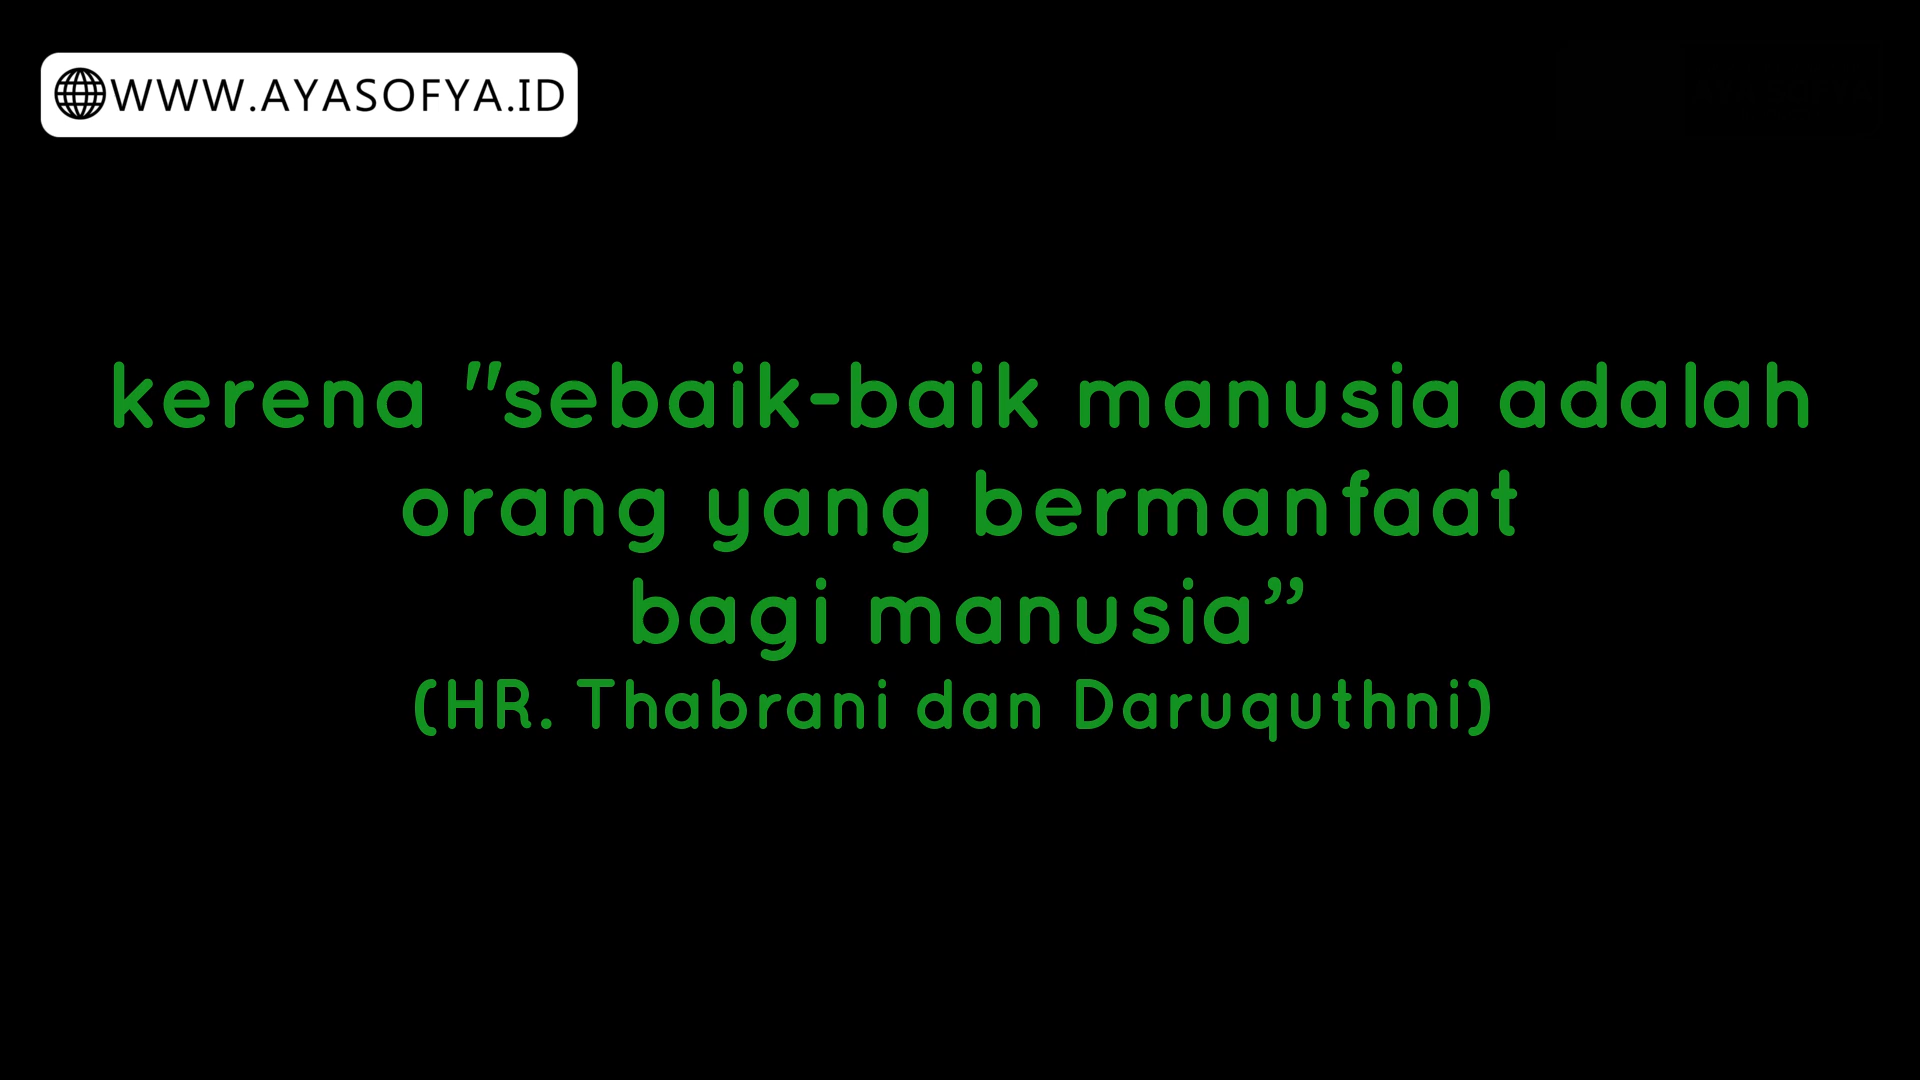 WWW.AYASOFYA.ID
kerena "sebaik-baik manusia adalah
orang yang bermanfaat
bagi manusia”
(HR. Thabrani dan Daruquthni)